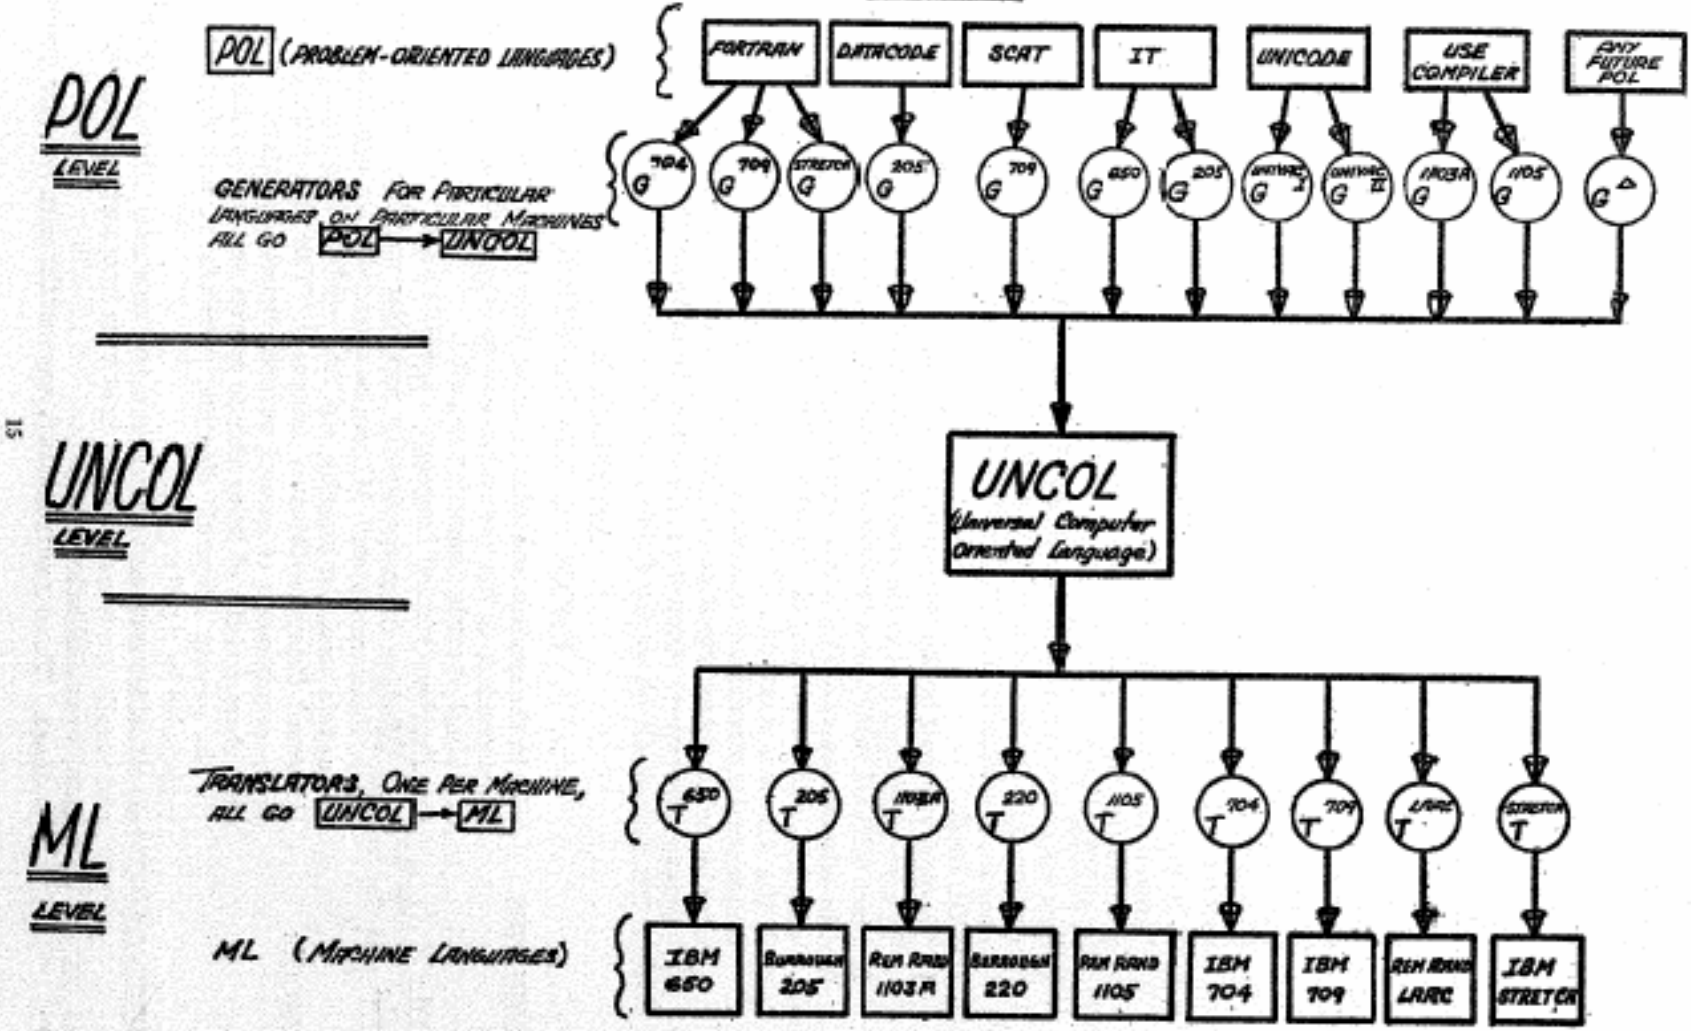 POL (PROBLEM-ORIENTED LANGUAGES)
FORTRAN
DATACODE
SCAT
IT
UNICODE
USE
COMPILER
ANY
FUTURE
POL
POL
LEVEL
GENERATORS FOR PARTICULAR
LANGUAGES ON PARTICULAR MACHINES
ALL GO POL → UNCOL
G 704
G 709
G STRETCH
G 205
G 709
G 650
G 205
G UNIVAC I
G UNIVAC II
G 1103A
G 1105
G Δ
15
UNCOL
LEVEL
UNCOL
(Universal Computer
Oriented Language)
TRANSLATORS, ONE PER MACHINE,
ALL GO UNCOL → ML
T 650
T 205
T 1103A
T 220
T 1105
T 704
T 709
T LARC
T STRETCH
ML
LEVEL
ML (MACHINE LANGUAGES)
IBM
650
BURROUGH
205
REM RAND
1103A
BURROUGH
220
REM RAND
1105
IBM
704
IBM
709
REM RAND
LARC
IBM
STRETCH